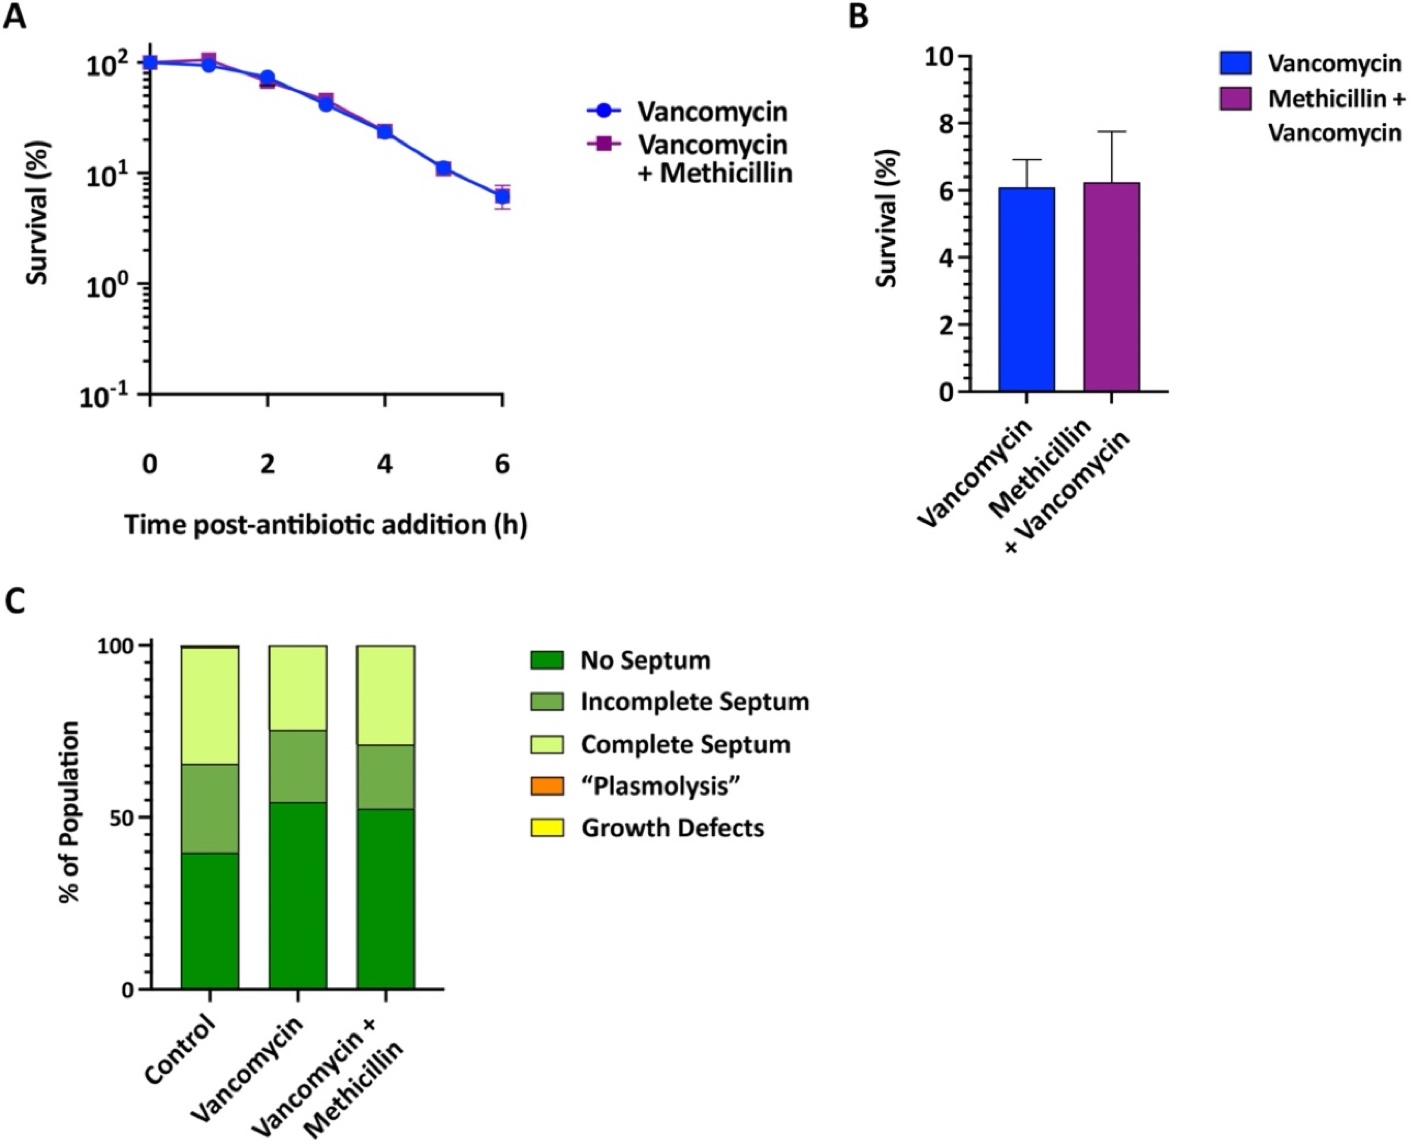 A
10²
10¹
10⁰
10⁻¹
Survival (%)
0 2 4 6
Time post-antibiotic addition (h)
Vancomycin
Vancomycin
+ Methicillin
B
10
8
6
4
2
0
Survival (%)
Vancomycin
Methicillin
+ Vancomycin
Vancomycin
Methicillin +
Vancomycin
C
100
50
0
% of Population
Control
Vancomycin
Vancomycin +
Methicillin
No Septum
Incomplete Septum
Complete Septum
“Plasmolysis”
Growth Defects